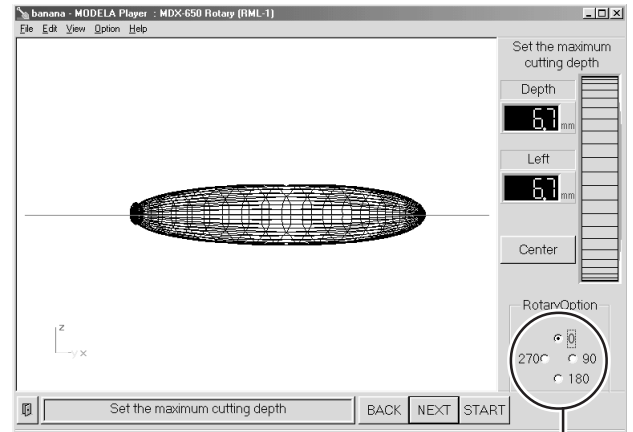 banana - MODELA Player : MDX-650 Rotary (RML-1)
File Edit View Option Help
Set the maximum
cutting depth
Depth
6.7 mm
Left
6.7 mm
Center
RotaryOption
0
270 90
180
z
y x
Set the maximum cutting depth
BACK NEXT START